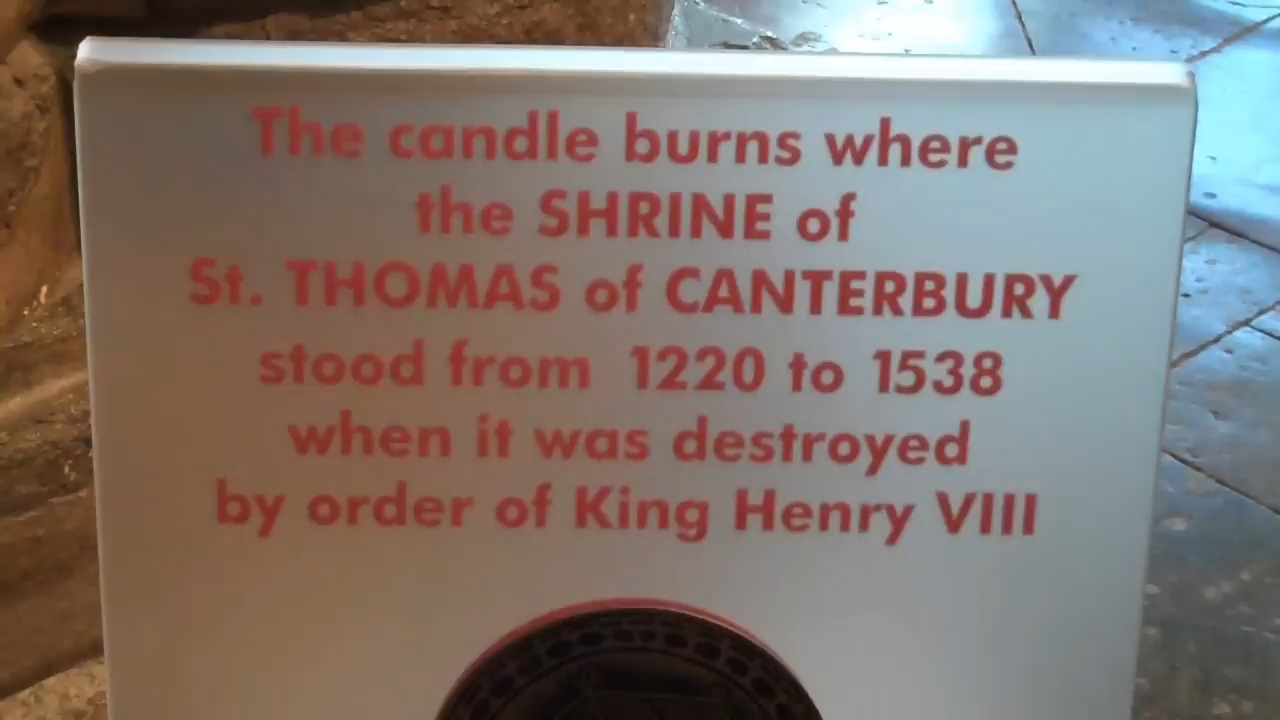 The candle burns where
the SHRINE of
St. THOMAS of CANTERBURY
stood from 1220 to 1538
when it was destroyed
by order of King Henry VIII